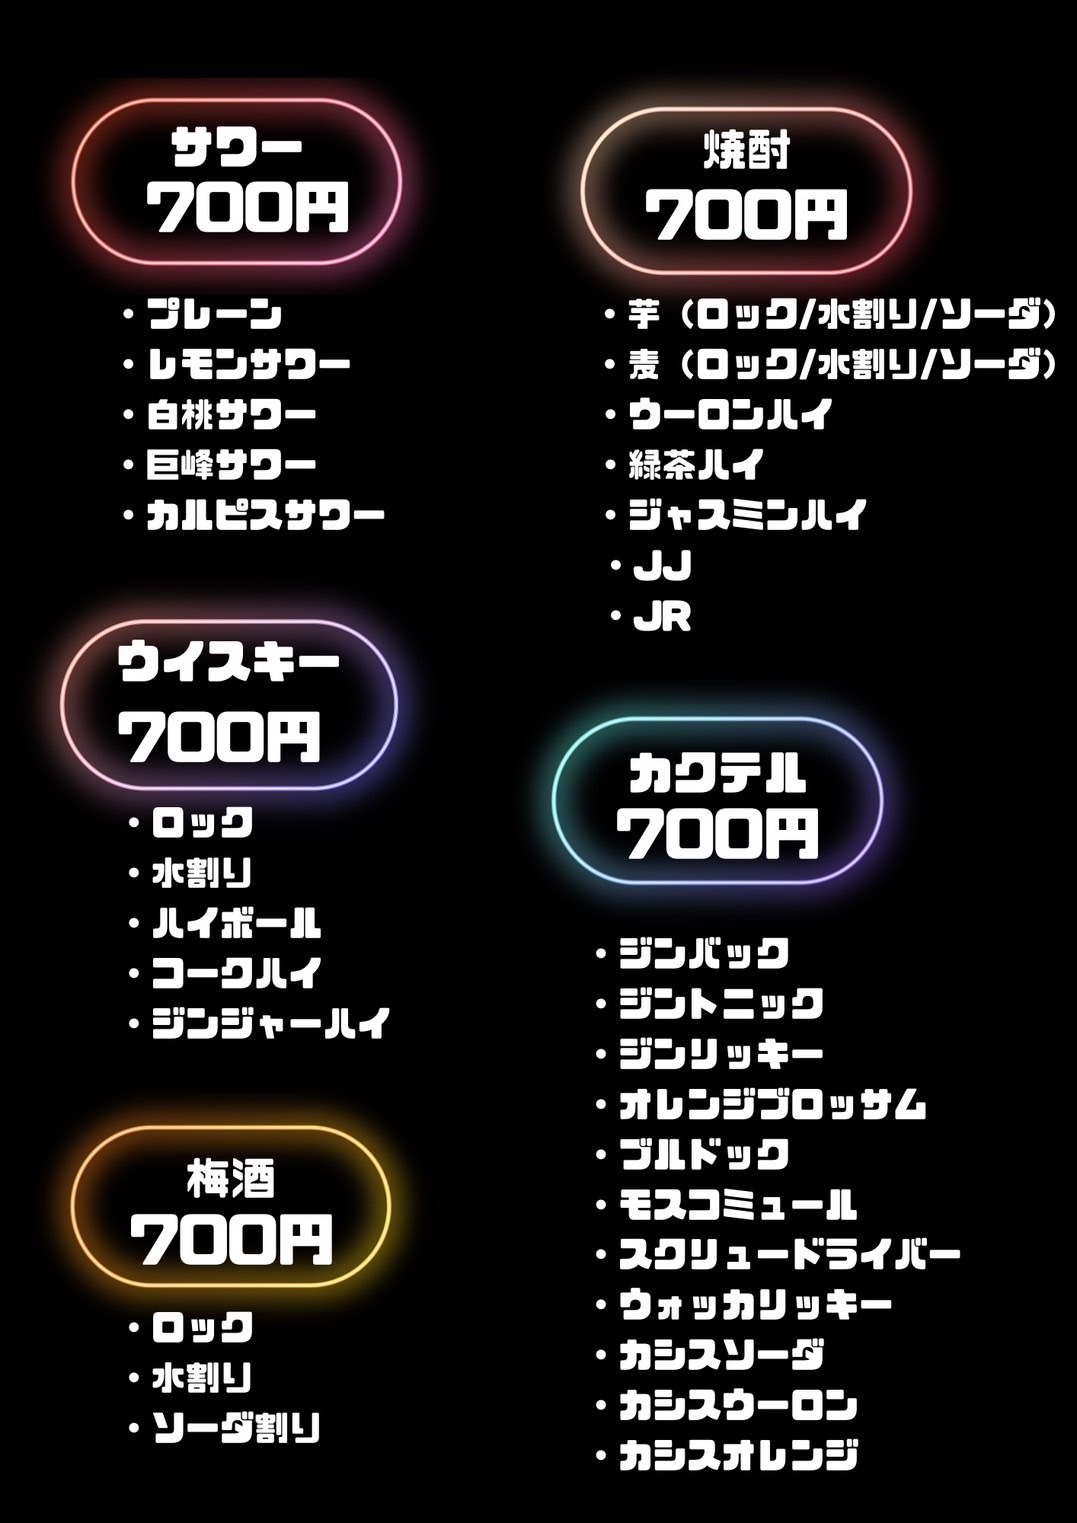 サワー
700円
・プレーン
・レモンサワー
・白桃サワー
・巨峰サワー
・カルピスサワー
ウイスキー
700円
・ロック
・水割り
・ハイボール
・コークハイ
・ジンジャーハイ
梅酒
700円
・ロック
・水割り
・ソーダ割り
焼酎
700円
・芋（ロック/水割り/ソーダ）
・麦（ロック/水割り/ソーダ）
・ウーロンハイ
・緑茶ハイ
・ジャスミンハイ
・JJ
・JR
カクテル
700円
・ジンバック
・ジントニック
・ジンリッキー
・オレンジブロッサム
・ブルドック
・モスコミュール
・スクリュードライバー
・ウォッカリッキー
・カシスソーダ
・カシスウーロン
・カシスオレンジ